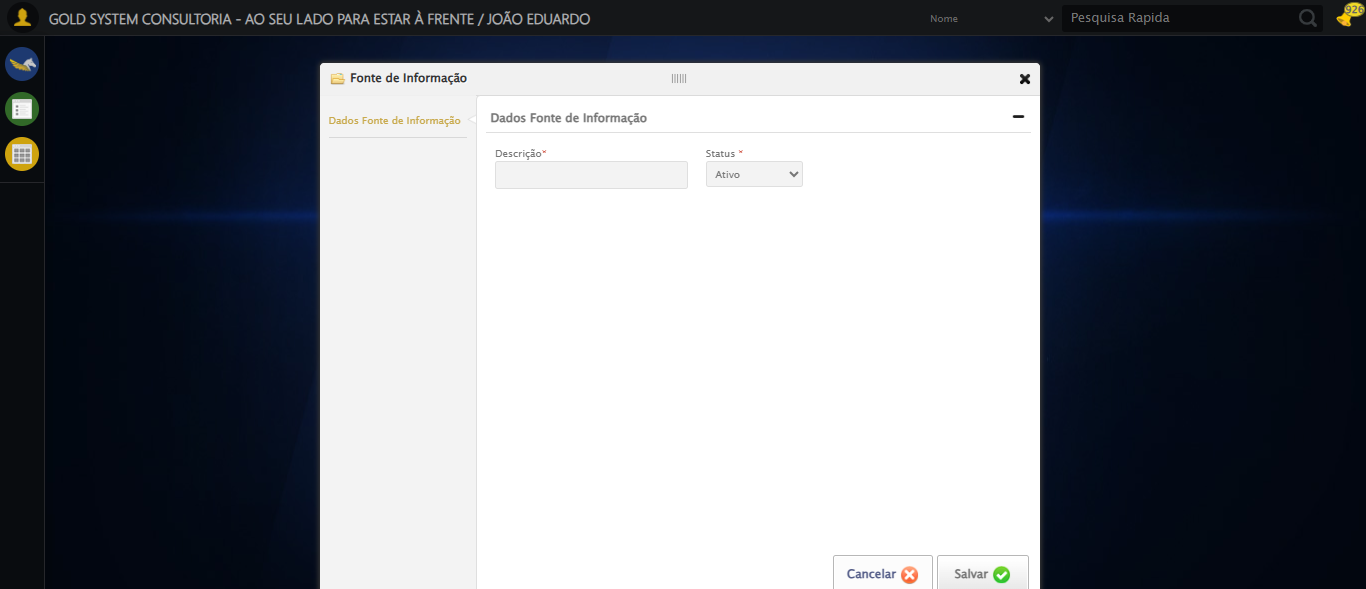 GOLD SYSTEM CONSULTORIA - AO SEU LADO PARA ESTAR À FRENTE / JOÃO EDUARDO
Nome
Pesquisa Rapida
926
Fonte de Informação
Dados Fonte de Informação
Dados Fonte de Informação
Descrição*
Status *
Ativo
Cancelar
Salvar